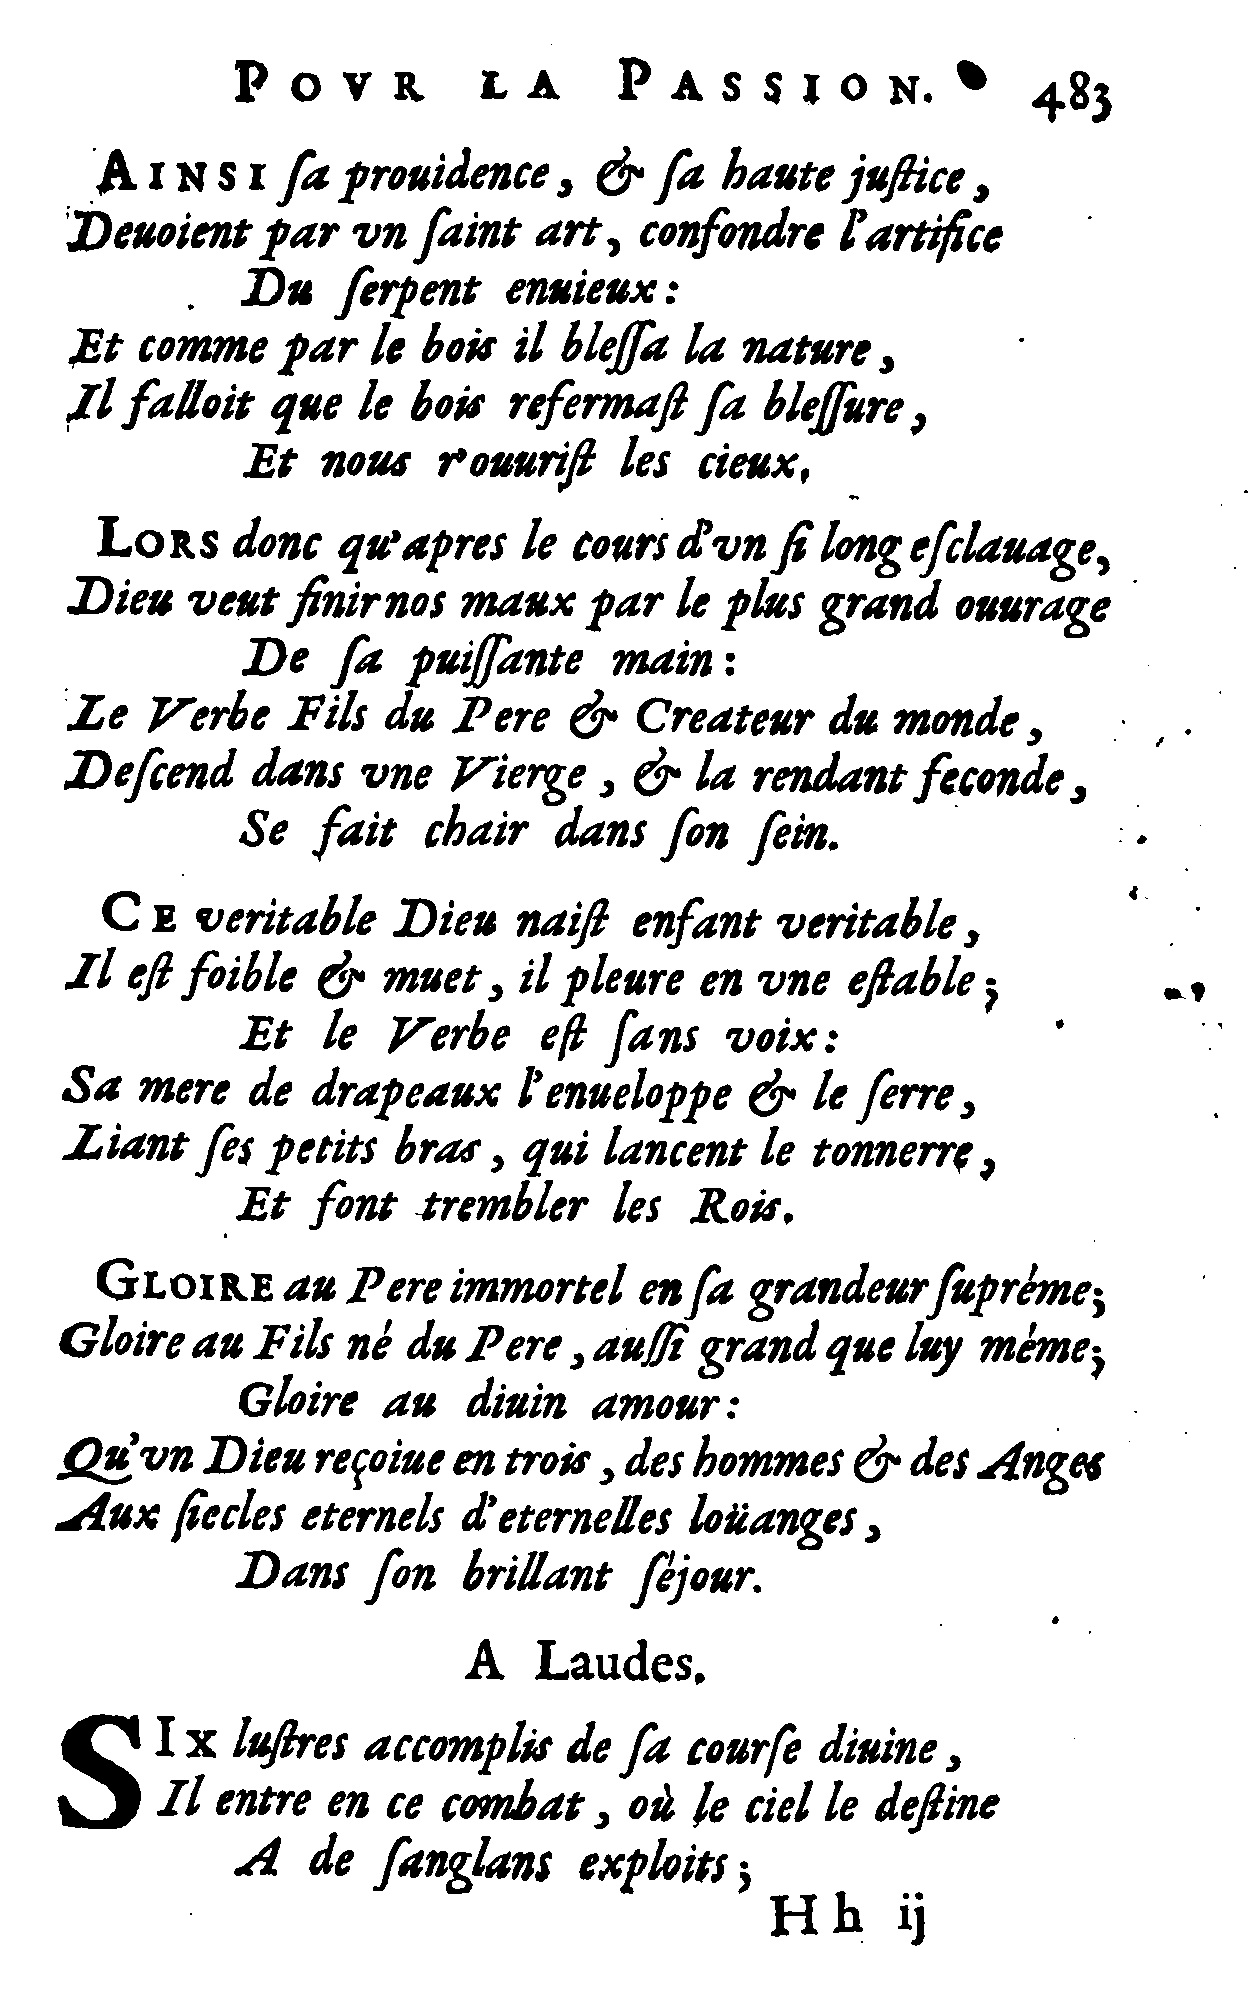 POVR LA PASSION. 483
AINSI ſa prouidence, & ſa haute juſtice,
Deuoient par vn ſaint art, confondre l'artifice
Du ſerpent enuieux:
Et comme par le bois il bleſſa la nature,
Il falloit que le bois refermaſt ſa bleſſure,
Et nous r'ouuriſt les cieux.
LORS donc qu'apres le cours d'vn ſi long eſclauage,
Dieu veut finir nos maux par le plus grand ouurage
De ſa puiſſante main:
Le Verbe Fils du Pere & Createur du monde,
Deſcend dans vne Vierge, & la rendant feconde,
Se fait chair dans ſon ſein.
CE veritable Dieu naiſt enfant veritable,
Il eſt foible & muet, il pleure en vne eſtable;
Et le Verbe eſt ſans voix:
Sa mere de drapeaux l'enueloppe & le ſerre,
Liant ſes petits bras, qui lancent le tonnerre,
Et font trembler les Rois.
GLOIRE au Pere immortel en ſa grandeur ſupréme;
Gloire au Fils né du Pere, auſſi grand que luy méme;
Gloire au diuin amour:
Qu'vn Dieu reçoiue en trois, des hommes & des Anges
Aux ſiecles eternels d'eternelles loüanges,
Dans ſon brillant ſéjour.
A Laudes.
SIX luſtres accomplis de ſa courſe diuine,
Il entre en ce combat, où le ciel le deſtine
A de ſanglans exploits;
Hh ij